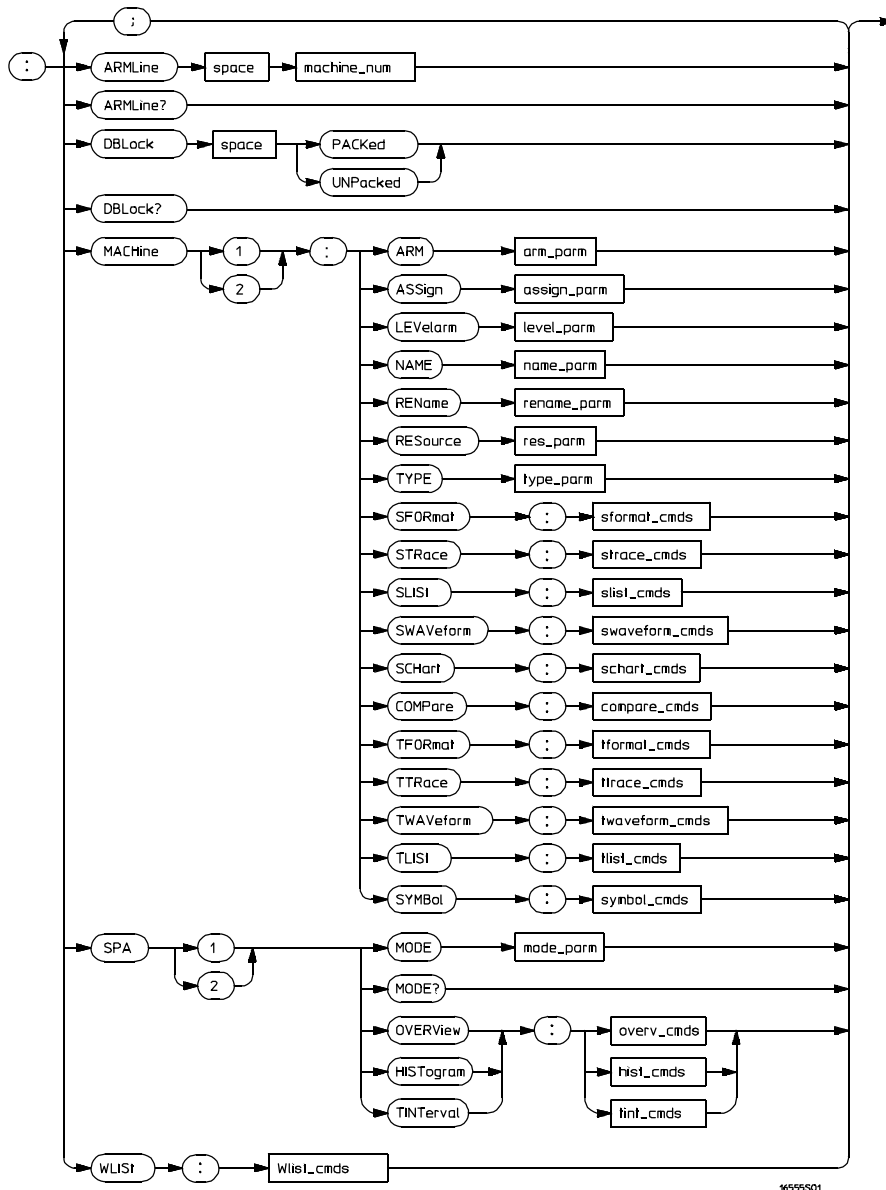 ;
: ARMLine space machine_num
ARMLine?
DBLock space PACKed
UNPacked
DBLock?
MACHine 1 : ARM arm_parm
2 ASSign assign_parm
LEVelarm level_parm
NAME name_parm
REName rename_parm
RESource res_parm
TYPE type_parm
SFORmat : sformat_cmds
STRace : strace_cmds
SLISt : slist_cmds
SWAVeform : swaveform_cmds
SCHart : schart_cmds
COMPare : compare_cmds
TFORmat : tformat_cmds
TTRace : ttrace_cmds
TWAVeform : twaveform_cmds
TLISt : tlist_cmds
SYMBol : symbol_cmds
SPA 1 MODE mode_parm
2 MODE?
OVERView : overv_cmds
HISTogram hist_cmds
TINTerval tint_cmds
WLISt : Wlist_cmds
16555S01